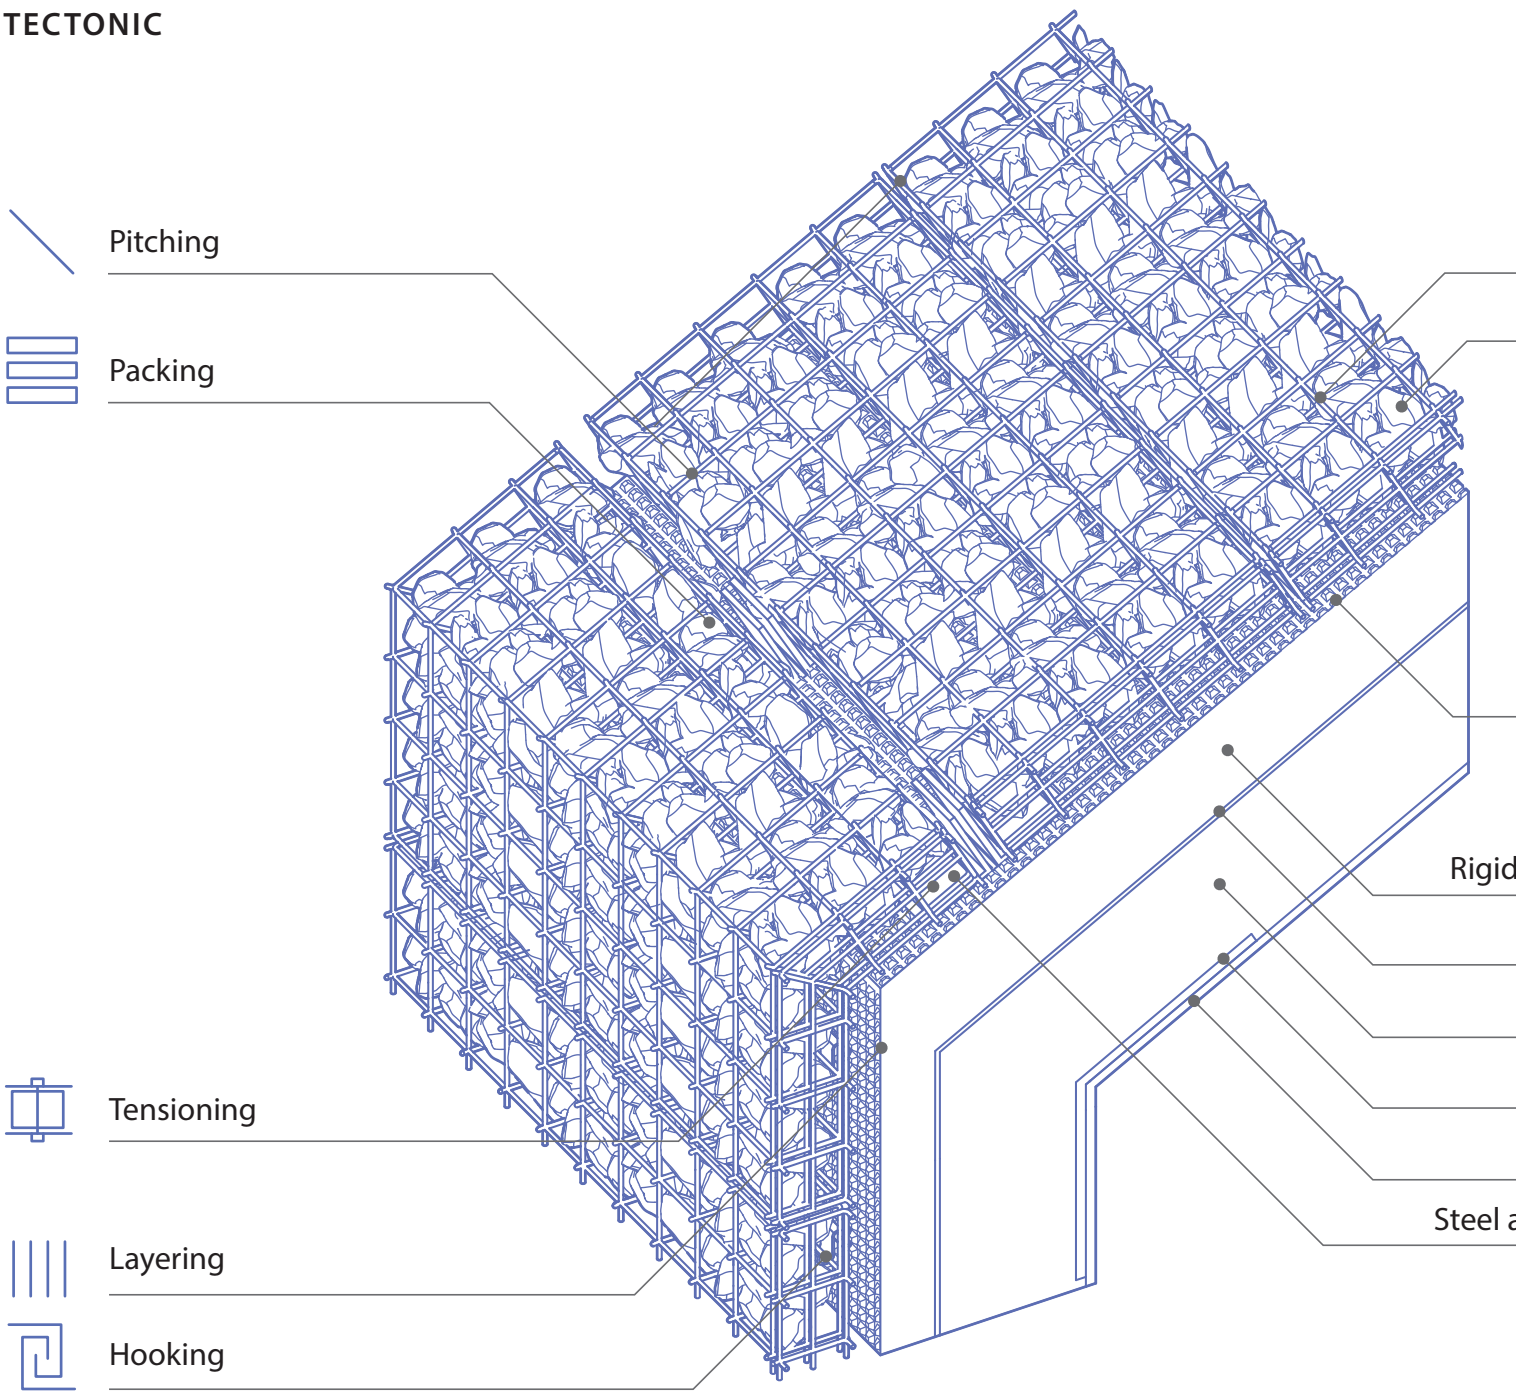 TECTONIC
Pitching
Packing
Rigid
Tensioning
Steel a
Layering
Hooking